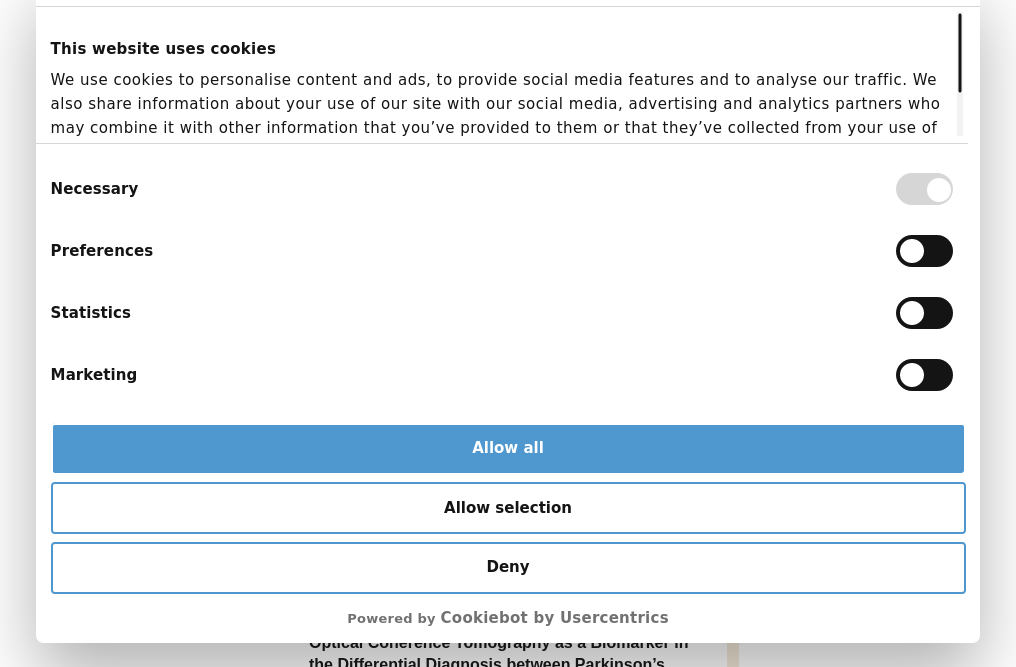 This website uses cookies
We use cookies to personalise content and ads, to provide social media features and to analyse our traffic. We
also share information about your use of our site with our social media, advertising and analytics partners who
may combine it with other information that you’ve provided to them or that they’ve collected from your use of
Necessary
Preferences
Statistics
Marketing
Allow all
Allow selection
Deny
Powered by Cookiebot by Usercentrics
Optical Coherence Tomography as a Biomarker in
the Differential Diagnosis between Parkinson’s